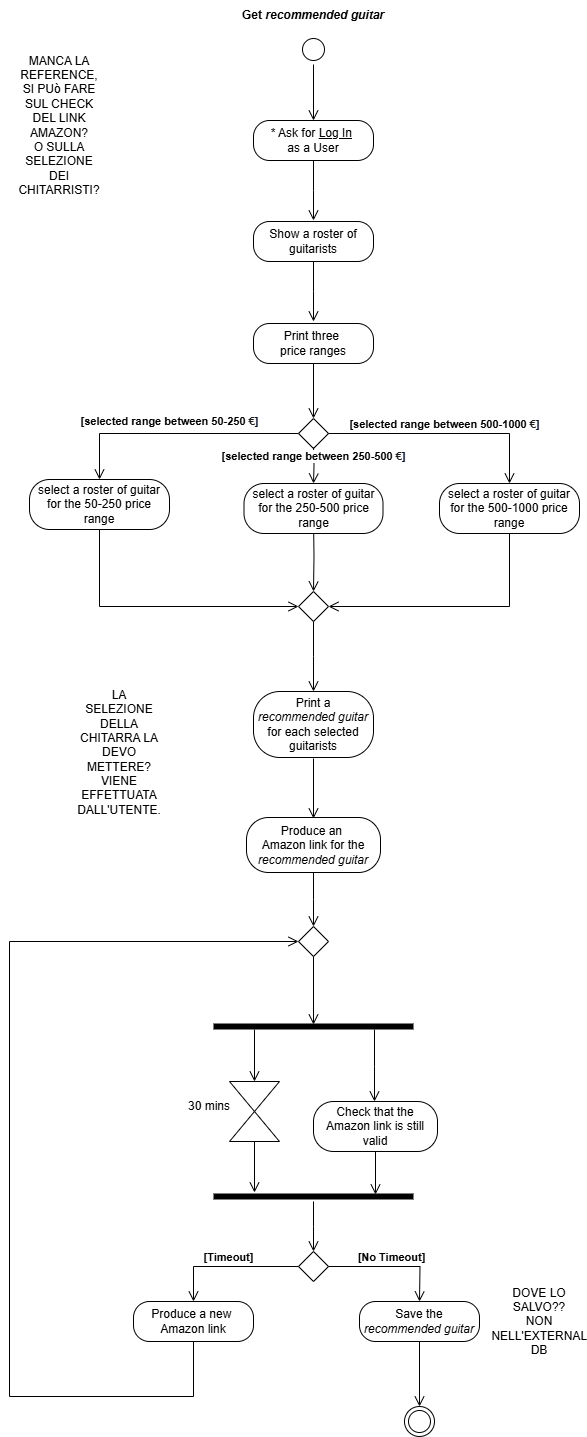 Get recommended guitar
MANCA LA
REFERENCE,
SI PUò FARE
SUL CHECK
DEL LINK
AMAZON?
O SULLA
SELEZIONE
DEI
CHITARRISTI?
* Ask for Log In
as a User
Show a roster of
guitarists
Print three
price ranges
[selected range between 50-250 €]
[selected range between 500-1000 €]
[selected range between 250-500 €]
select a roster of guitar
for the 50-250 price
range
select a roster of guitar
for the 250-500 price
range
select a roster of guitar
for the 500-1000 price
range
LA
SELEZIONE
DELLA
CHITARRA LA
DEVO
METTERE?
VIENE
EFFETTUATA
DALL'UTENTE.
Print a
recommended guitar
for each selected
guitarists
Produce an
Amazon link for the
recommended guitar
30 mins
Check that the
Amazon link is still
valid
[Timeout]
[No Timeout]
Produce a new
Amazon link
Save the
recommended guitar
DOVE LO
SALVO??
NON
NELL'EXTERNAL
DB